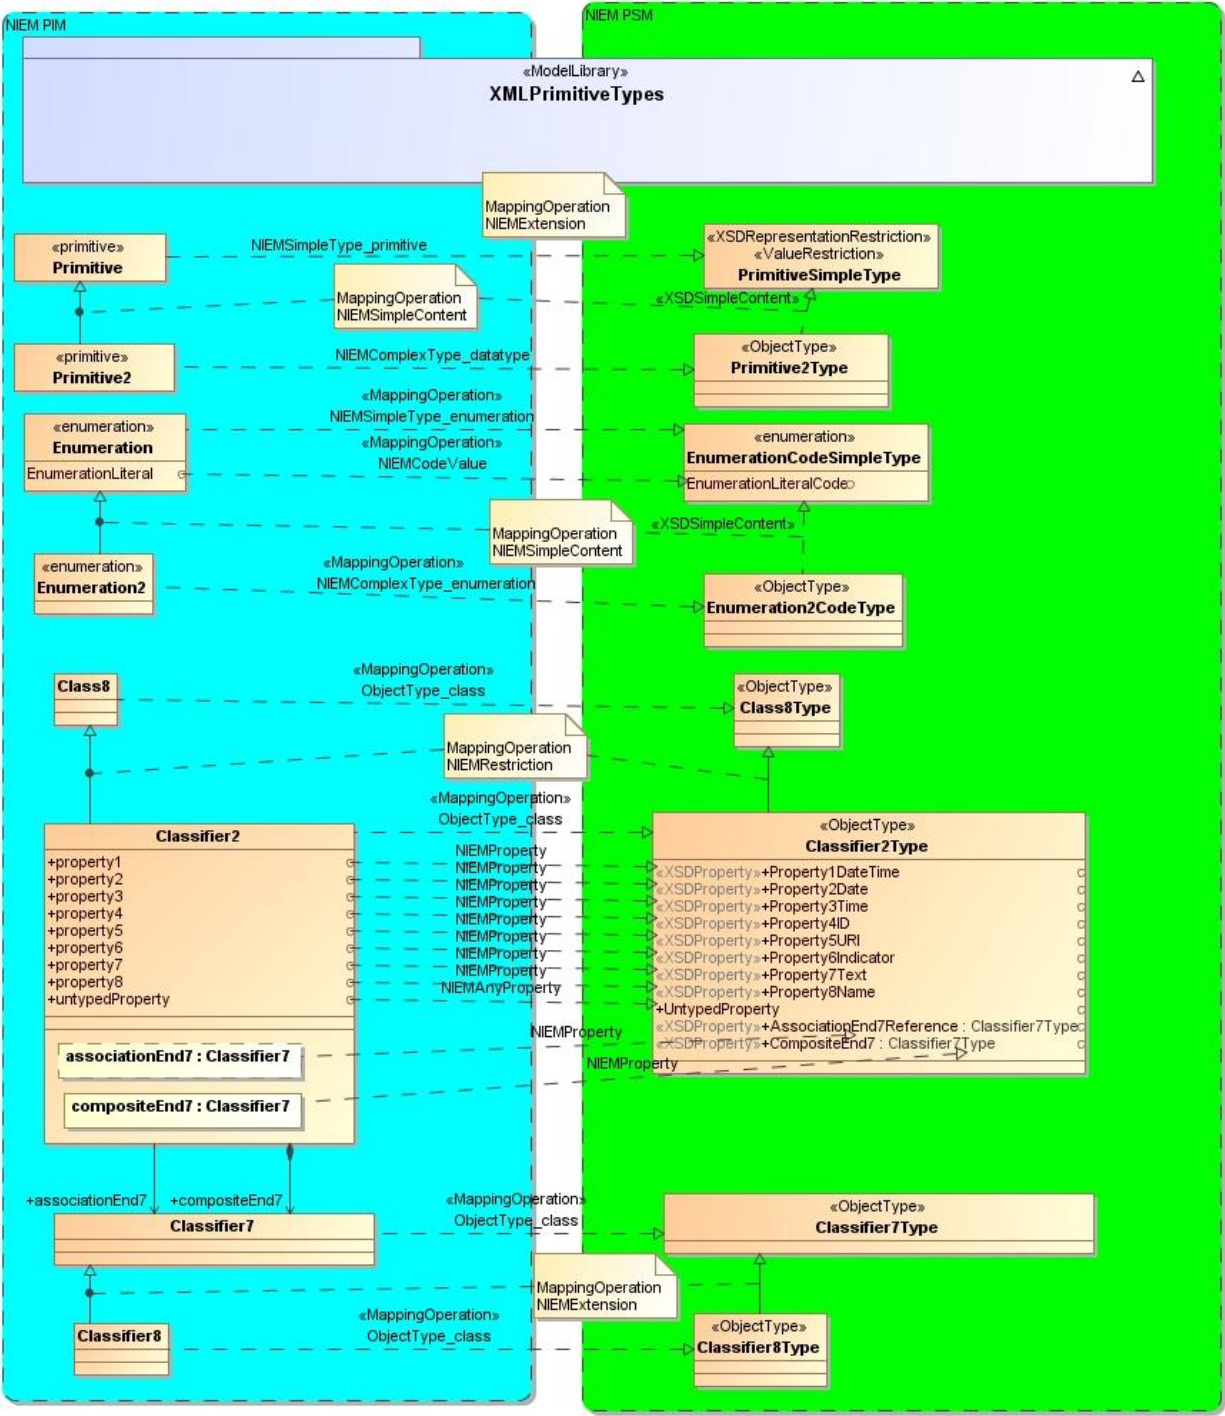 NIEM PIM
NIEM PSM
«ModelLibrary»
XMLPrimitiveTypes
MappingOperation
NIEMExtension
«primitive»
Primitive
NIEMSimpleType_primitive
«XSDRepresentationRestriction»
«ValueRestriction»
PrimitiveSimpleType
MappingOperation
NIEMSimpleContent
«XSDSimpleContent»
«primitive»
Primitive2
NIEMComplexType_datatype
«ObjectType»
Primitive2Type
«MappingOperation»
NIEMSimpleType_enumeration
«enumeration»
Enumeration
EnumerationLiteral
«MappingOperation»
NIEMCodeValue
«enumeration»
EnumerationCodeSimpleType
EnumerationLiteralCode
MappingOperation
NIEMSimpleContent
«XSDSimpleContent»
«enumeration»
Enumeration2
«MappingOperation»
NIEMComplexType_enumeration
«ObjectType»
Enumeration2CodeType
Class8
«MappingOperation»
ObjectType_class
«ObjectType»
Class8Type
MappingOperation
NIEMRestriction
«MappingOperation»
ObjectType_class
Classifier2
+property1
+property2
+property3
+property4
+property5
+property6
+property7
+property8
+untypedProperty
NIEMProperty
NIEMProperty
NIEMProperty
NIEMProperty
NIEMProperty
NIEMProperty
NIEMProperty
NIEMProperty
NIEMAnyProperty
«ObjectType»
Classifier2Type
«XSDProperty»+Property1DateTime
«XSDProperty»+Property2Date
«XSDProperty»+Property3Time
«XSDProperty»+Property4ID
«XSDProperty»+Property5URI
«XSDProperty»+Property6Indicator
«XSDProperty»+Property7Text
«XSDProperty»+Property8Name
+UntypedProperty
«XSDProperty»+AssociationEnd7Reference : Classifier7Type
«XSDProperty»+CompositeEnd7 : Classifier7Type
NIEMProperty
NIEMProperty
associationEnd7 : Classifier7
compositeEnd7 : Classifier7
+associationEnd7
+compositeEnd7
Classifier7
«MappingOperation»
ObjectType_class
«ObjectType»
Classifier7Type
MappingOperation
NIEMExtension
Classifier8
«MappingOperation»
ObjectType_class
«ObjectType»
Classifier8Type